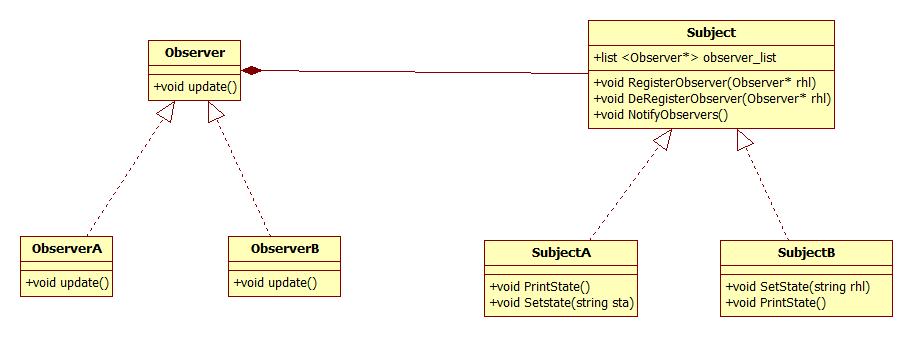 Observer
+void update()
Subject
+list <Observer*> observer_list
+void RegisterObserver(Observer* rhl)
+void DeRegisterObserver(Observer* rhl)
+void NotifyObservers()
ObserverA
+void update()
ObserverB
+void update()
SubjectA
+void PrintState()
+void Setstate(string sta)
SubjectB
+void SetState(string rhl)
+void PrintState()